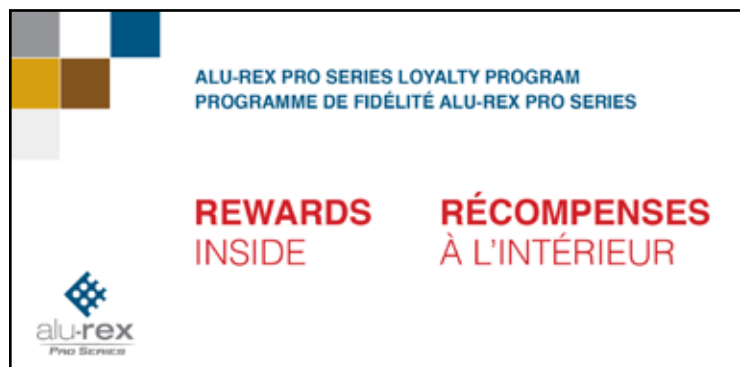 ALU-REX PRO SERIES LOYALTY PROGRAM
PROGRAMME DE FIDÉLITÉ ALU-REX PRO SERIES
REWARDS
INSIDE
RÉCOMPENSES
À L'INTÉRIEUR
alu-rex
PRO SERIES